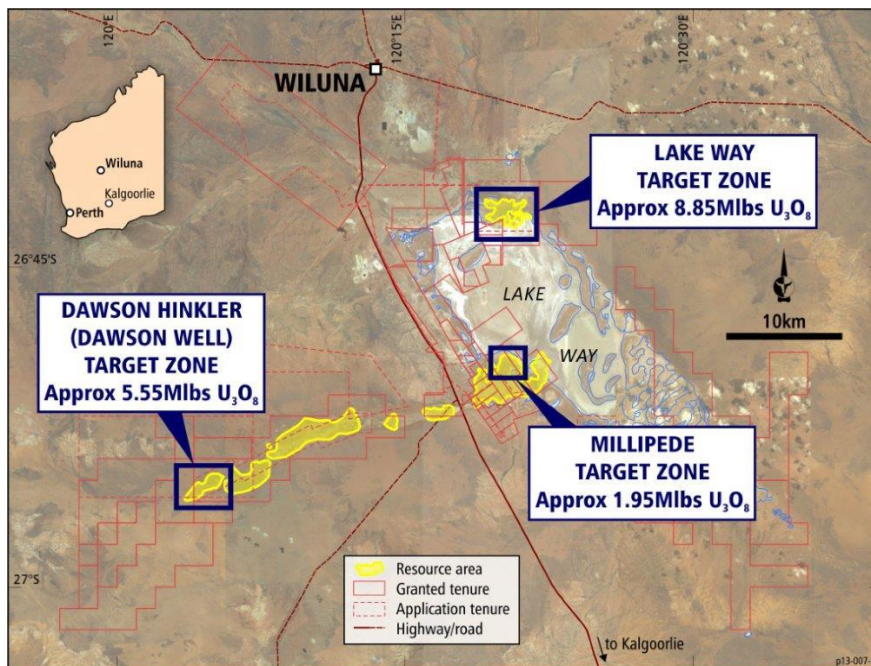 120°E
120°15'E
120°30'E
WILUNA
Wiluna
Kalgoorlie
Perth
LAKE WAY
TARGET ZONE
Approx 8.85Mlbs U₃O₈
26°45'S
LAKE
WAY
10km
DAWSON HINKLER
(DAWSON WELL)
TARGET ZONE
Approx 5.55Mlbs U₃O₈
MILLIPEDE
TARGET ZONE
Approx 1.95Mlbs U₃O₈
27°S
Resource area
Granted tenure
Application tenure
Highway/road
to Kalgoorlie
p13-007-